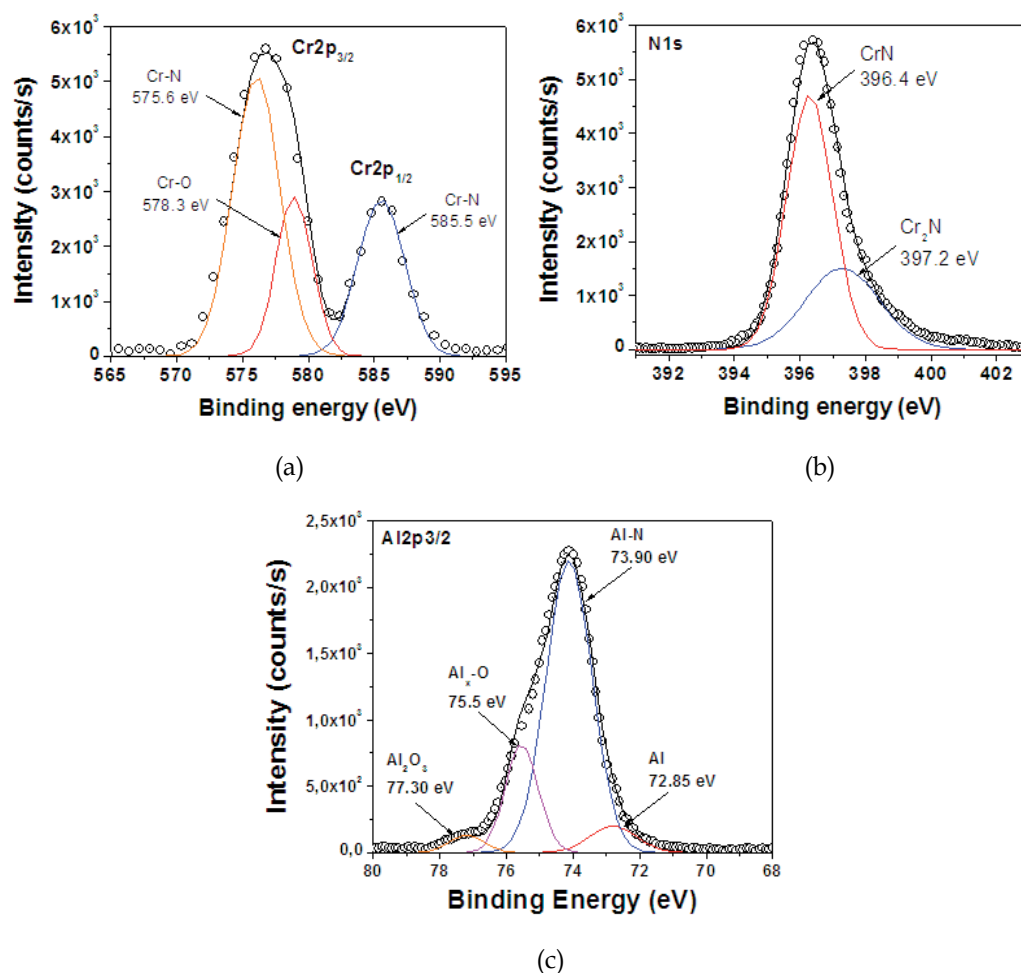 6x10³
5x10³
4x10³
3x10³
2x10³
1x10³
0
Intensity (counts/s)
Cr2p3/2
Cr-N
575.6 eV
Cr-O
578.3 eV
Cr2p1/2
Cr-N
585.5 eV
565 570 575 580 585 590 595
Binding energy (eV)
(a)
6x10³
5x10³
4x10³
3x10³
2x10³
1x10³
0
Intensity (counts/s)
N1s
CrN
396.4 eV
Cr₂N
397.2 eV
392 394 396 398 400 402
Binding energy (eV)
(b)
2,5x10³
2,0x10³
1,5x10³
1,0x10³
5,0x10²
0,0
Intensity (counts/s)
Al2p3/2
Al-N
73.90 eV
Alₓ-O
75.5 eV
Al₂O₃
77.30 eV
Al
72.85 eV
80 78 76 74 72 70 68
Binding Energy (eV)
(c)